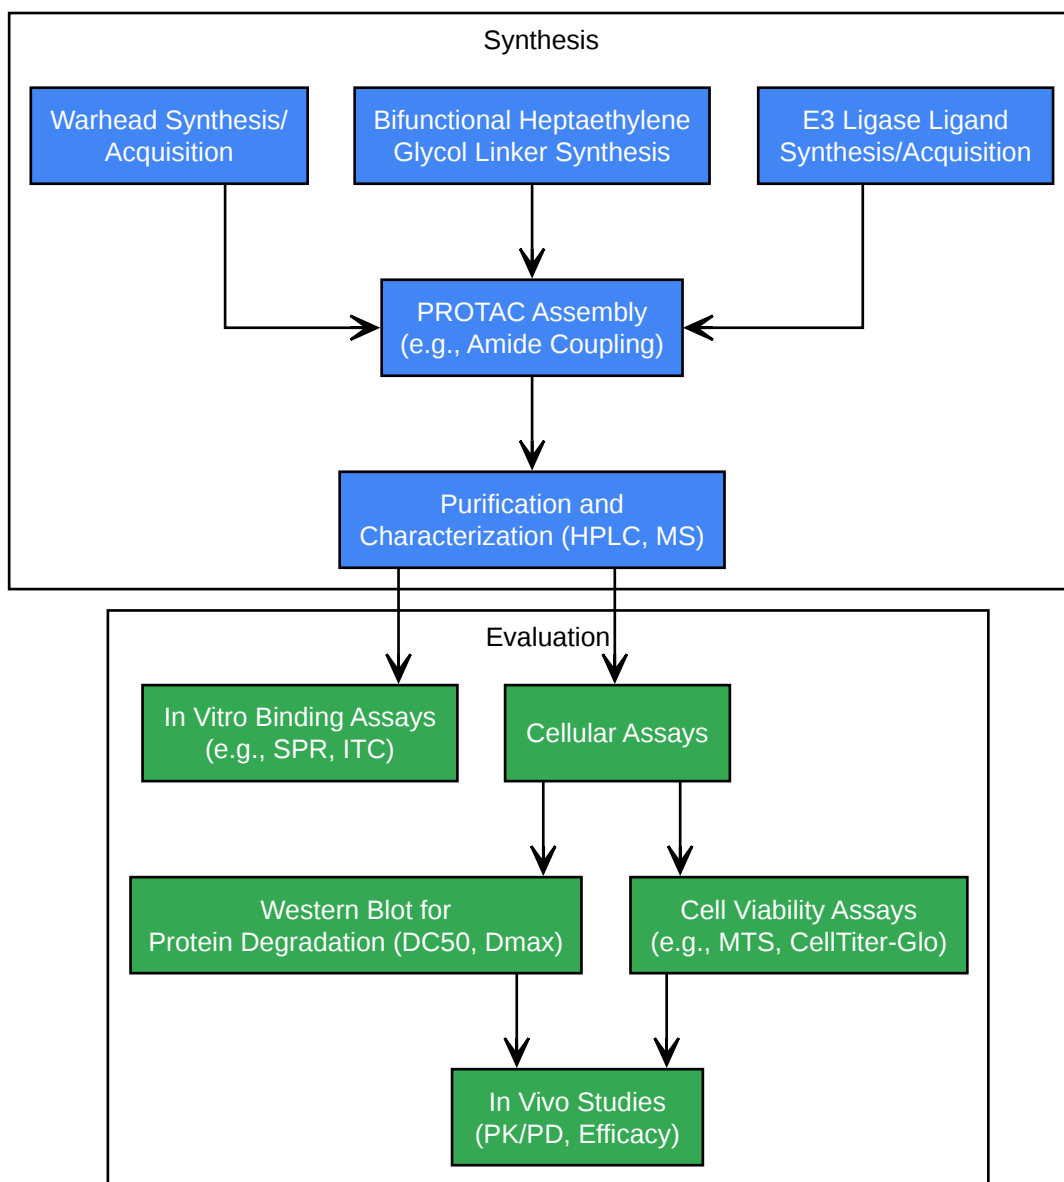 Synthesis
Warhead Synthesis/
Acquisition
Bifunctional Heptaethylene
Glycol Linker Synthesis
E3 Ligase Ligand
Synthesis/Acquisition
PROTAC Assembly
(e.g., Amide Coupling)
Purification and
Characterization (HPLC, MS)
Evaluation
In Vitro Binding Assays
(e.g., SPR, ITC)
Cellular Assays
Western Blot for
Protein Degradation (DC50, Dmax)
Cell Viability Assays
(e.g., MTS, CellTiter-Glo)
In Vivo Studies
(PK/PD, Efficacy)